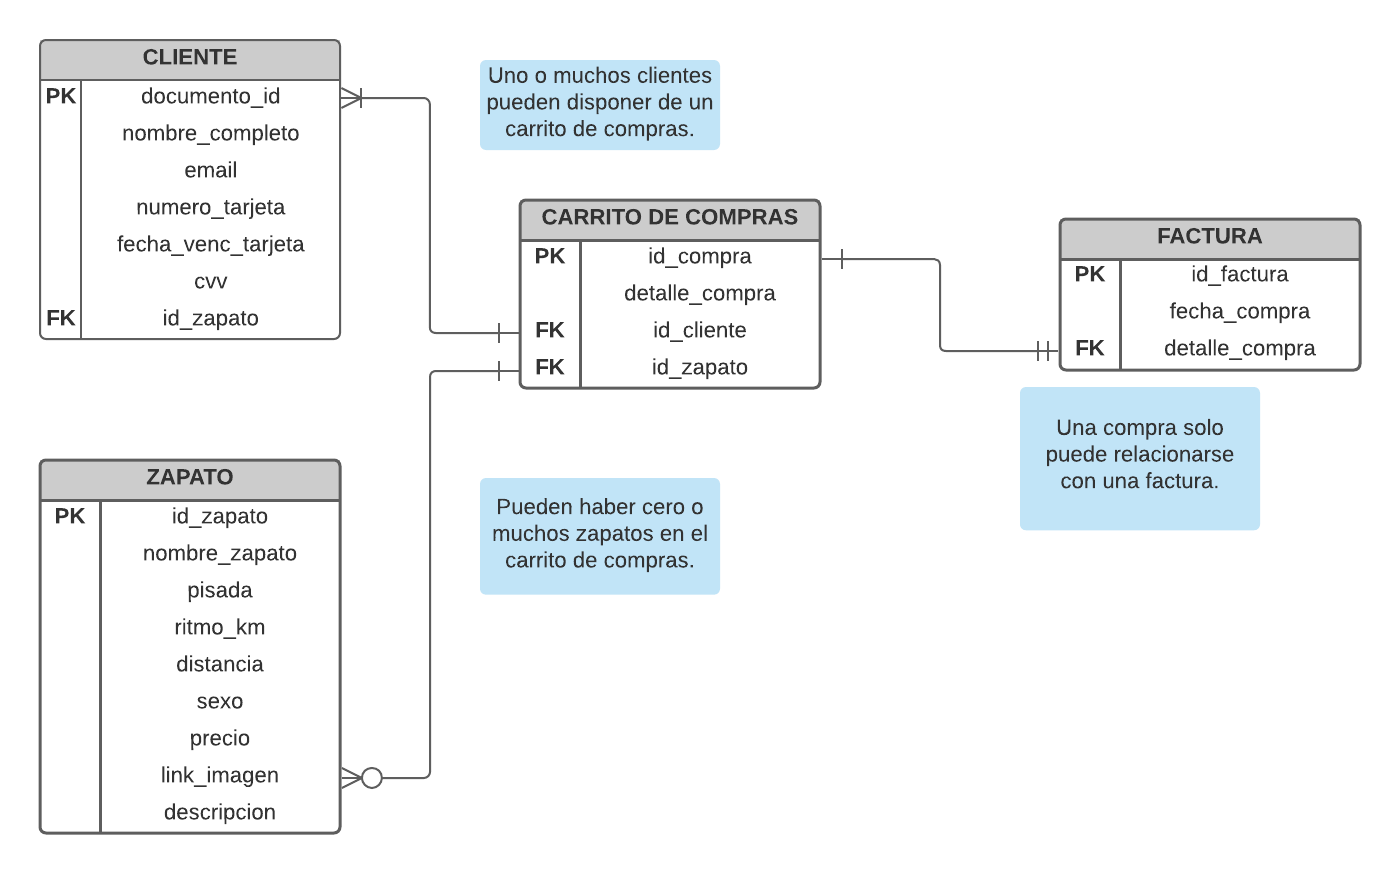 CLIENTE
PK documento_id
nombre_completo
email
numero_tarjeta
fecha_venc_tarjeta
cvv
FK id_zapato
Uno o muchos clientes
pueden disponer de un
carrito de compras.
CARRITO DE COMPRAS
PK id_compra
detalle_compra
FK id_cliente
FK id_zapato
FACTURA
PK id_factura
fecha_compra
FK detalle_compra
Una compra solo
puede relacionarse
con una factura.
ZAPATO
PK id_zapato
nombre_zapato
pisada
ritmo_km
distancia
sexo
precio
link_imagen
descripcion
Pueden haber cero o
muchos zapatos en el
carrito de compras.